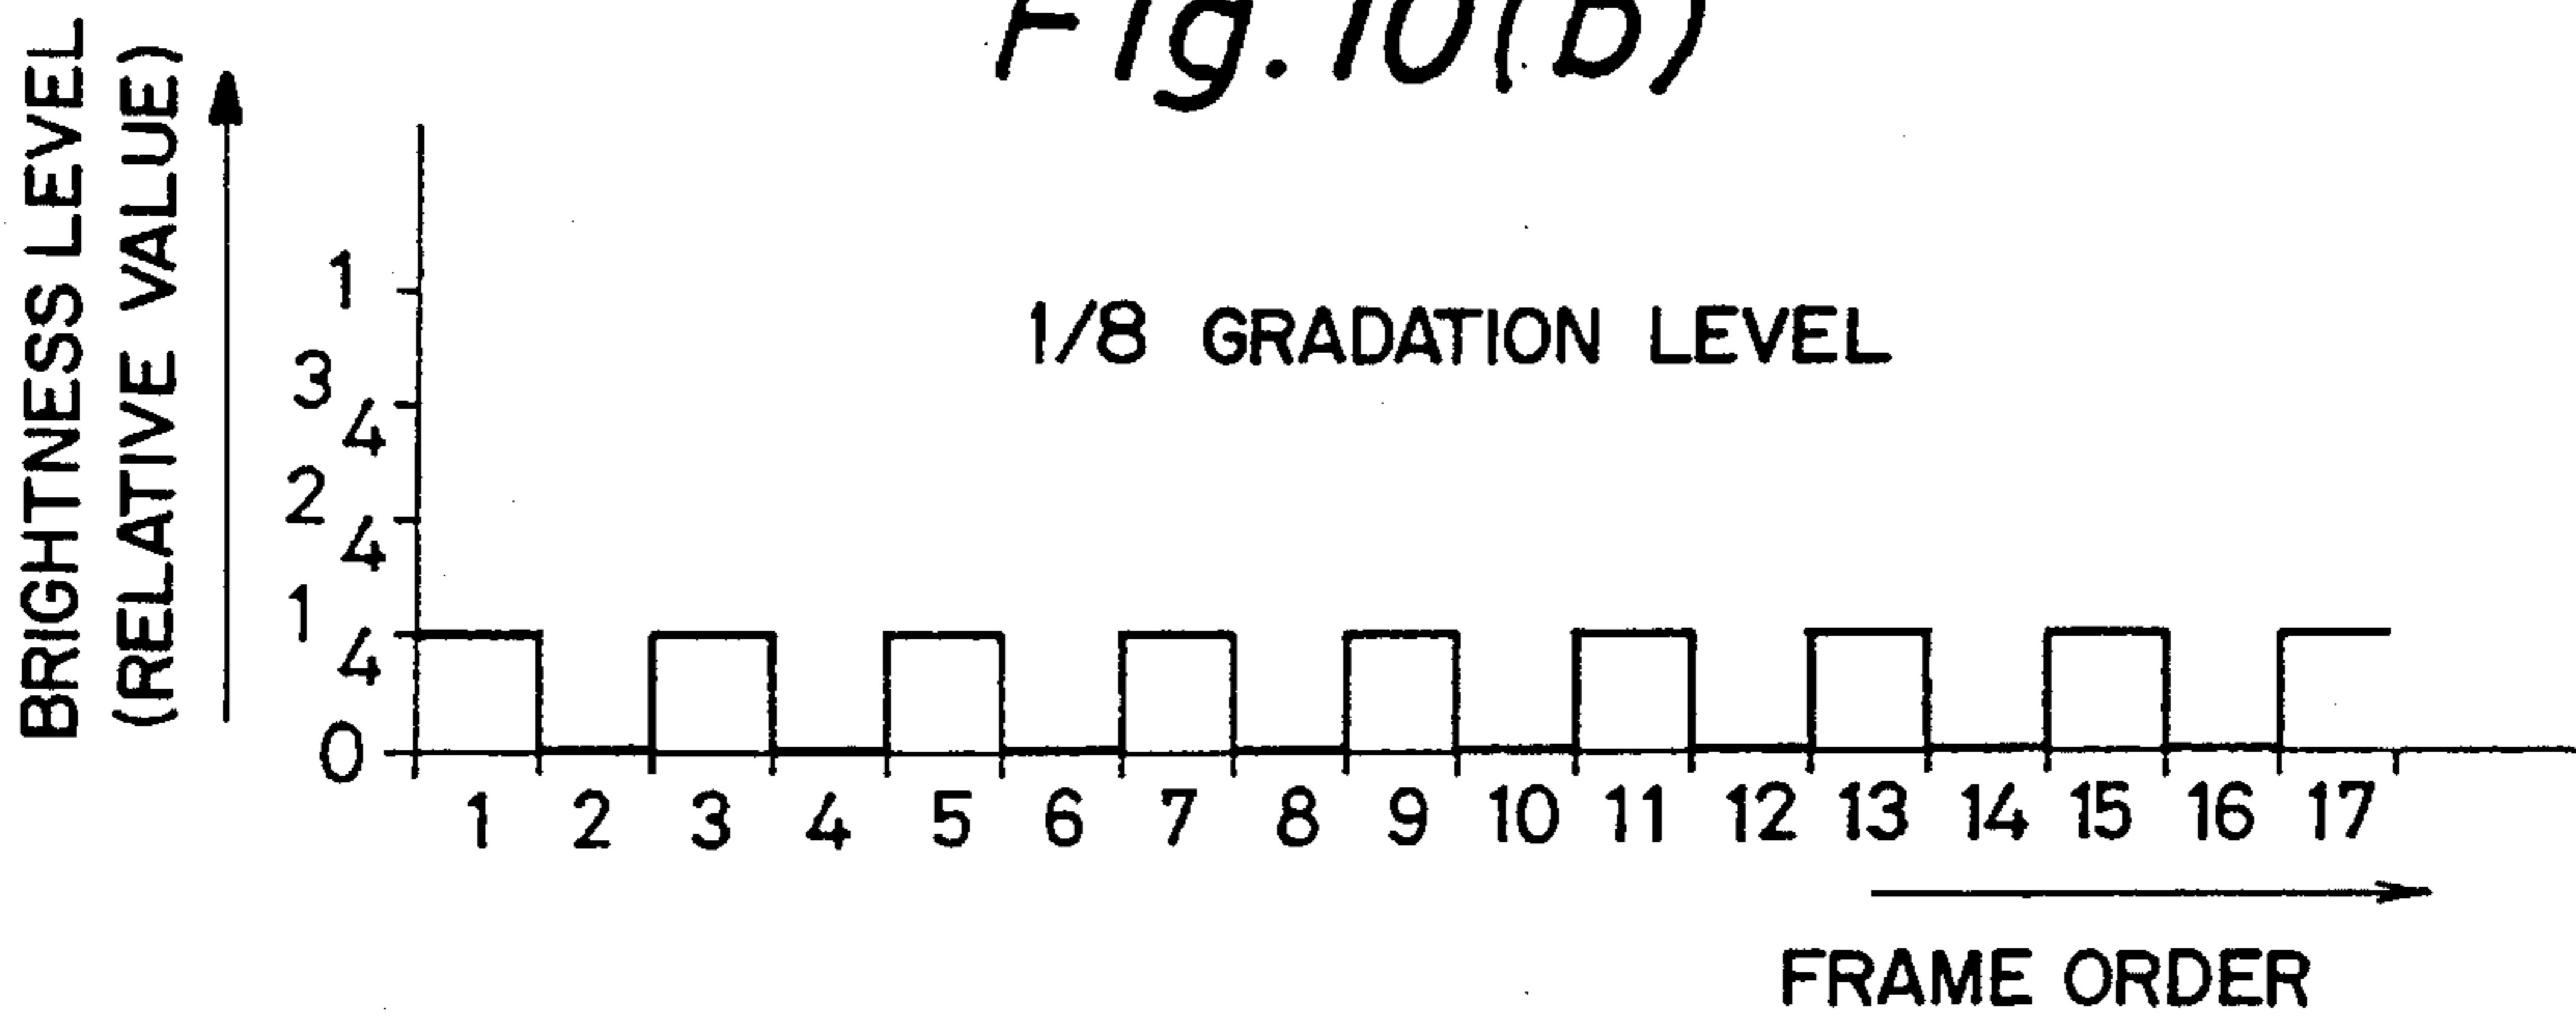 Fig. 10(b)
BRIGHTNESS LEVEL
(RELATIVE VALUE)
1/8 GRADATION LEVEL
1
3/4
2/4
1/4
0
1 2 3 4 5 6 7 8 9 10 11 12 13 14 15 16 17
FRAME ORDER